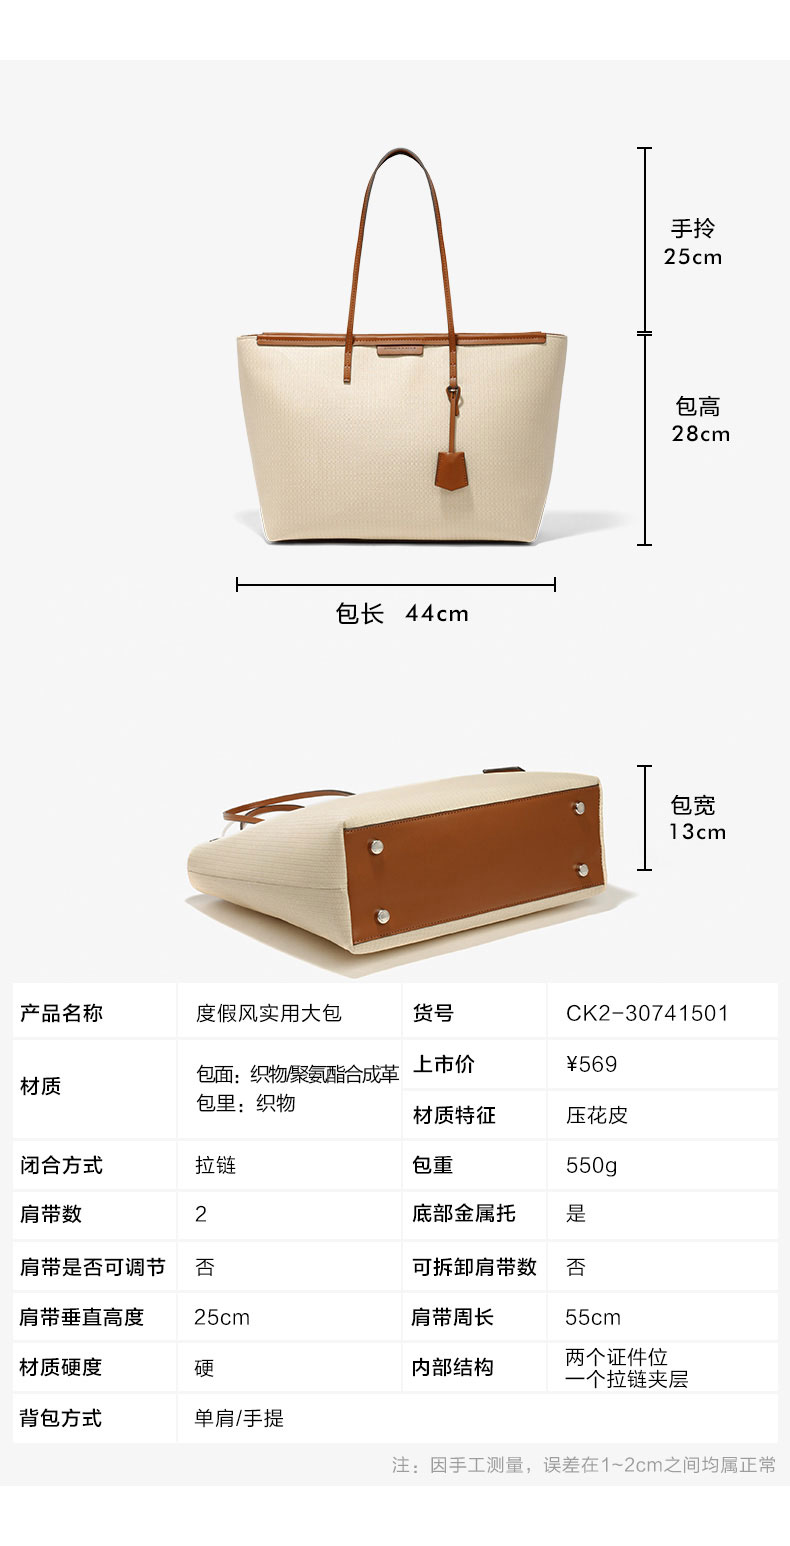 手拎
25cm
包高
28cm
包长 44cm
包宽
13cm
产品名称 度假风实用大包 货号 CK2-30741501
材质 包面：织物/聚氨酯合成革 上市价 ¥569
包里：织物 材质特征 压花皮
闭合方式 拉链 包重 550g
肩带数 2 底部金属托 是
肩带是否可调节 否 可拆卸肩带数 否
肩带垂直高度 25cm 肩带周长 55cm
材质硬度 硬 内部结构 两个证件位
一个拉链夹层
背包方式 单肩/手提
注：因手工测量，误差在1~2cm之间均属正常